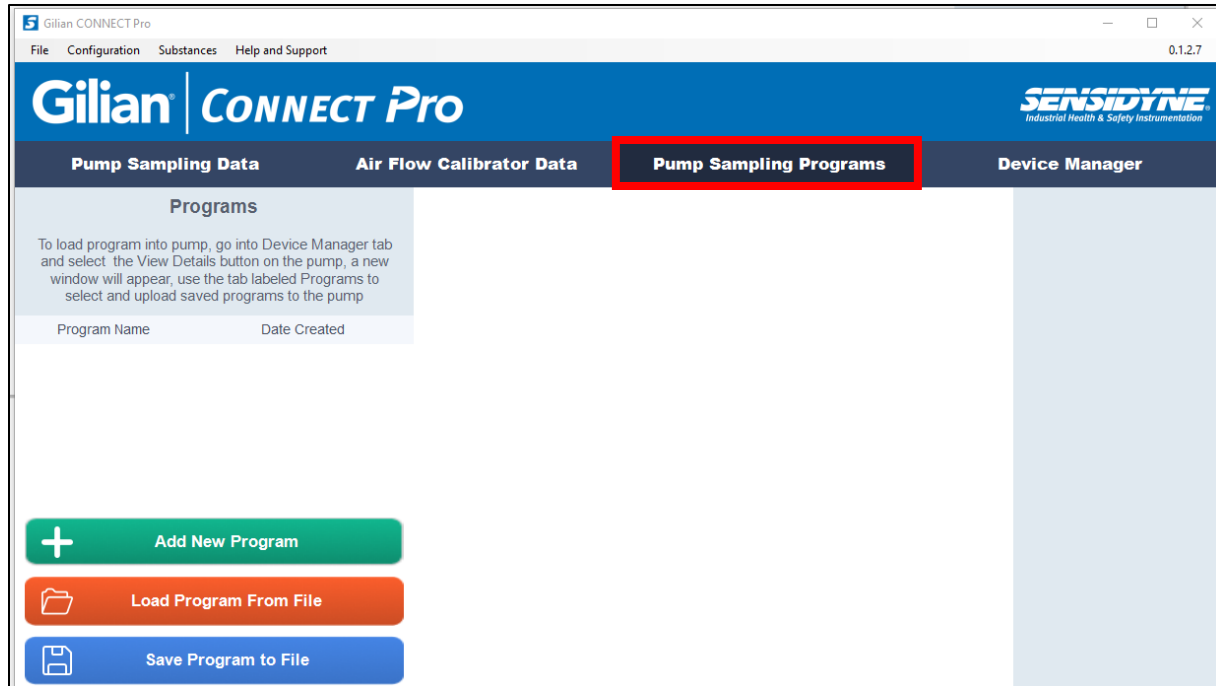 Gilian CONNECT Pro
File Configuration Substances Help and Support 0.1.2.7
Gilian® CONNECT Pro
SENSIDYNE®
Industrial Health & Safety Instrumentation
Pump Sampling Data Air Flow Calibrator Data Pump Sampling Programs Device Manager
Programs
To load program into pump, go into Device Manager tab
and select the View Details button on the pump, a new
window will appear, use the tab labeled Programs to
select and upload saved programs to the pump
Program Name Date Created
Add New Program
Load Program From File
Save Program to File